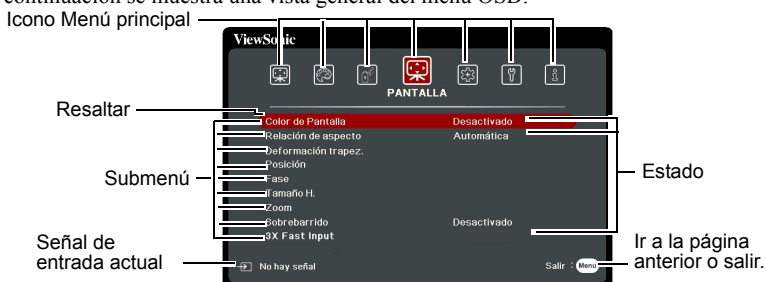 continuación se muestra una vista general del menú OSD.
Icono Menú principal
ViewSonic
PANTALLA
Resaltar
Color de Pantalla Desactivado
Relación de aspecto Automática
Deformación trapez.
Posición
Submenú
Fase
Estado
Tamaño H.
Zoom
Sobrebarrido Desactivado
3X Fast Input
Señal de
entrada actual
No hay señal
Salir : Menu
Ir a la página
anterior o salir.